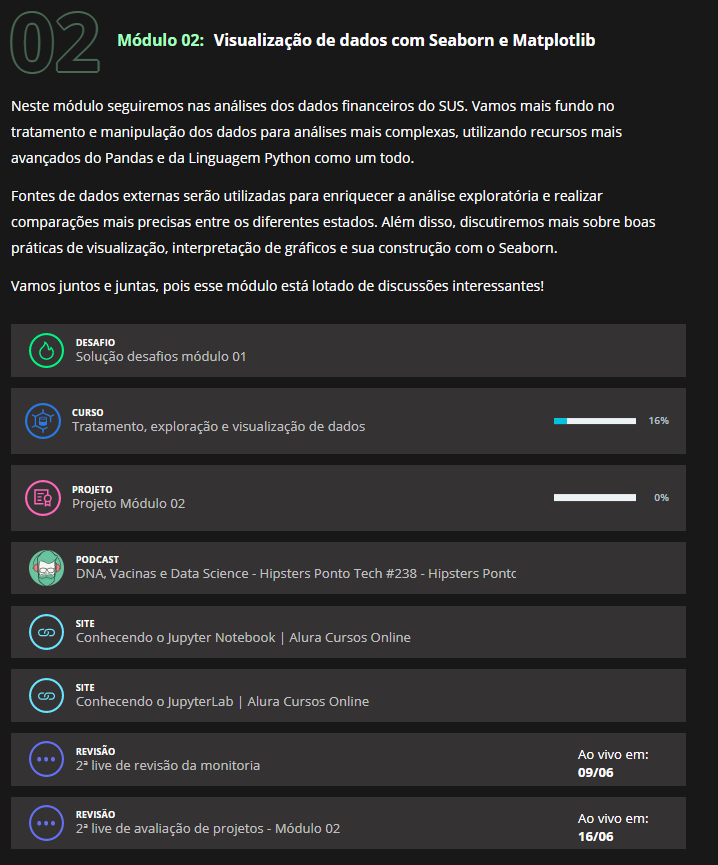 02
Módulo 02: Visualização de dados com Seaborn e Matplotlib
Neste módulo seguiremos nas análises dos dados financeiros do SUS. Vamos mais fundo no
tratamento e manipulação dos dados para análises mais complexas, utilizando recursos mais
avançados do Pandas e da Linguagem Python como um todo.
Fontes de dados externas serão utilizadas para enriquecer a análise exploratória e realizar
comparações mais precisas entre os diferentes estados. Além disso, discutiremos mais sobre boas
práticas de visualização, interpretação de gráficos e sua construção com o Seaborn.
Vamos juntos e juntas, pois esse módulo está lotado de discussões interessantes!
DESAFIO
Solução desafios módulo 01
CURSO
Tratamento, exploração e visualização de dados
16%
PROJETO
Projeto Módulo 02
0%
PODCAST
DNA, Vacinas e Data Science - Hipsters Ponto Tech #238 - Hipsters Ponto
SITE
Conhecendo o Jupyter Notebook | Alura Cursos Online
SITE
Conhecendo o JupyterLab | Alura Cursos Online
REVISÃO
2ª live de revisão da monitoria
Ao vivo em:
09/06
REVISÃO
2ª live de avaliação de projetos - Módulo 02
Ao vivo em:
16/06